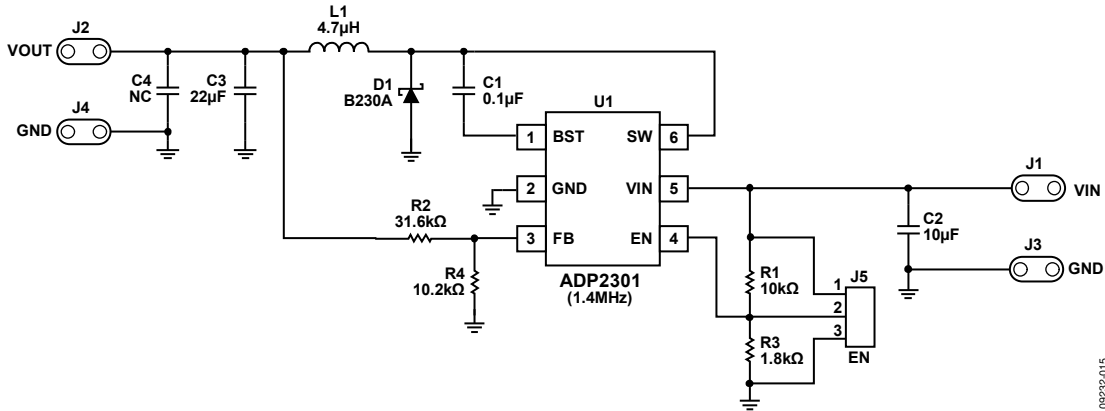 J2
VOUT
L1
4.7µH
C4
NC
C3
22µF
D1
B230A
C1
0.1µF
U1
J4
GND
1 BST SW 6
2 GND VIN 5
3 FB EN 4
ADP2301
(1.4MHz)
R2
31.6kΩ
R4
10.2kΩ
J1
VIN
C2
10µF
J3
GND
R1
10kΩ
J5
1
2
3
EN
R3
1.8kΩ
09232-015